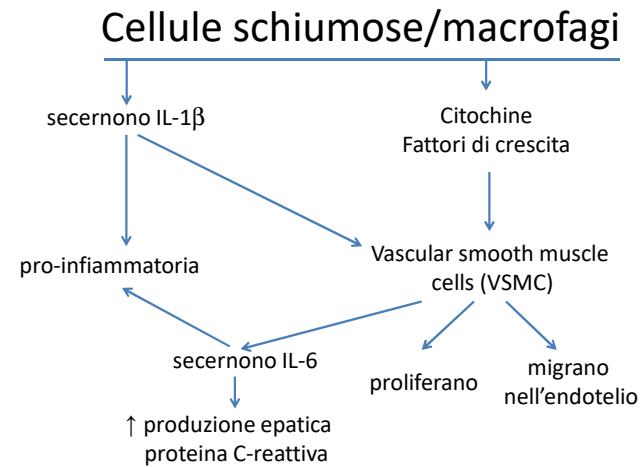 Cellule schiumose/macrofagi
secernono IL-1β
Citochine
Fattori di crescita
pro-infiammatoria
Vascular smooth muscle
cells (VSMC)
secernono IL-6
proliferano
migrano
nell'endotelio
↑ produzione epatica
proteina C-reattiva